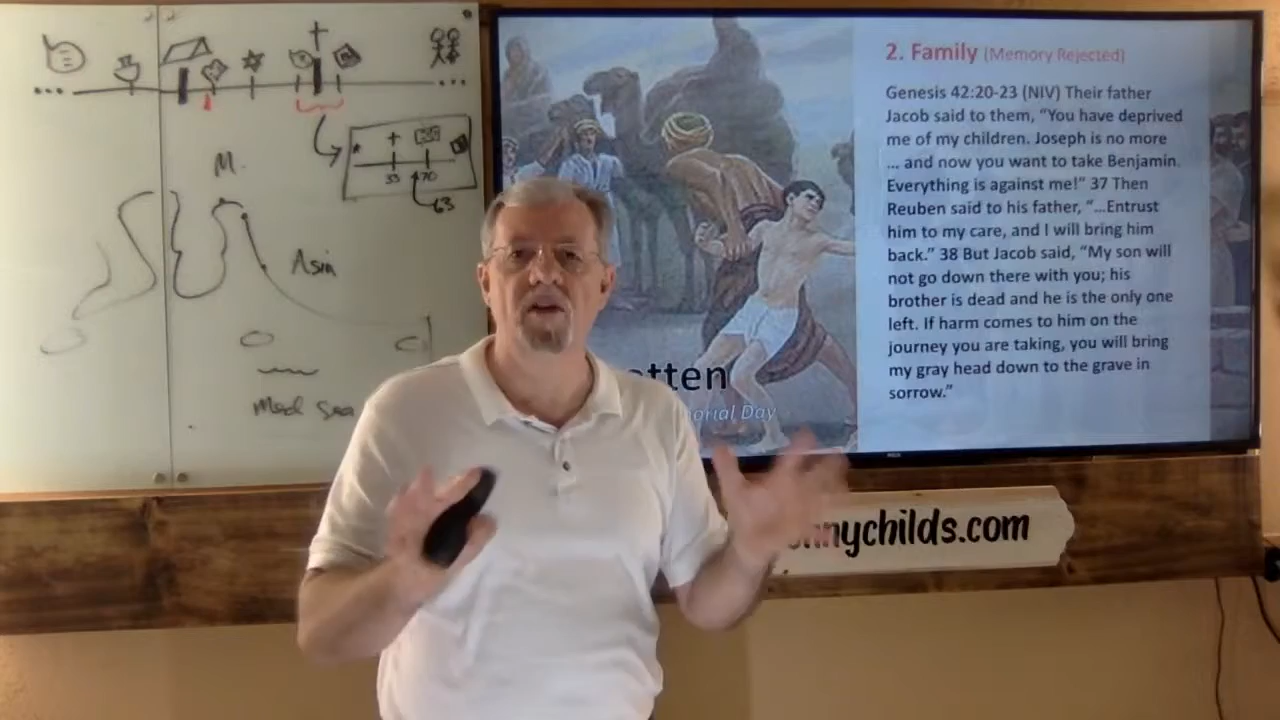 M.
Asia
Med Sea
33
70
63
2. Family (Memory Rejected)
Genesis 42:20-23 (NIV) Their father
Jacob said to them, “You have deprived
me of my children. Joseph is no more
... and now you want to take Benjamin.
Everything is against me!” 37 Then
Reuben said to his father, “...Entrust
him to my care, and I will bring him
back.” 38 But Jacob said, “My son will
not go down there with you; his
brother is dead and he is the only one
left. If harm comes to him on the
journey you are taking, you will bring
my gray head down to the grave in
sorrow.”
otten
orial Day
nnychilds.com